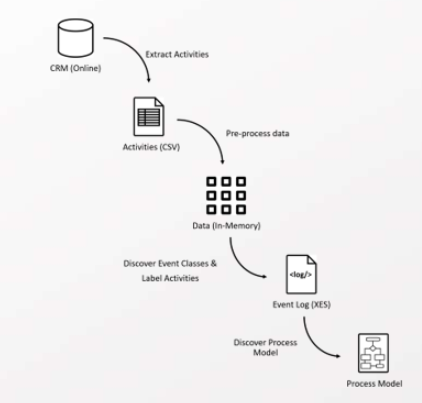 Extract Activities
CRM (Online)
Pre-process data
Activities (CSV)
Data (In-Memory)
Discover Event Classes &
Label Activities
<log/>
Event Log (XES)
Discover Process
Model
Process Model